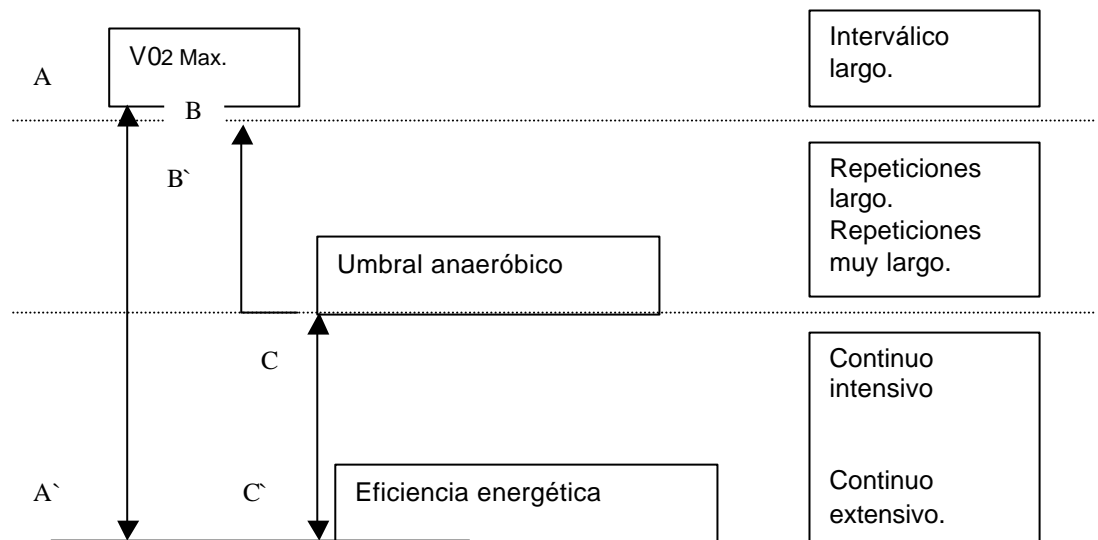 V02 Max.
Interválico
largo.
A
B
B`
Repeticiones
largo.
Repeticiones
muy largo.
Umbral anaeróbico
C
Continuo
intensivo
A`
C`
Eficiencia energética
Continuo
extensivo.